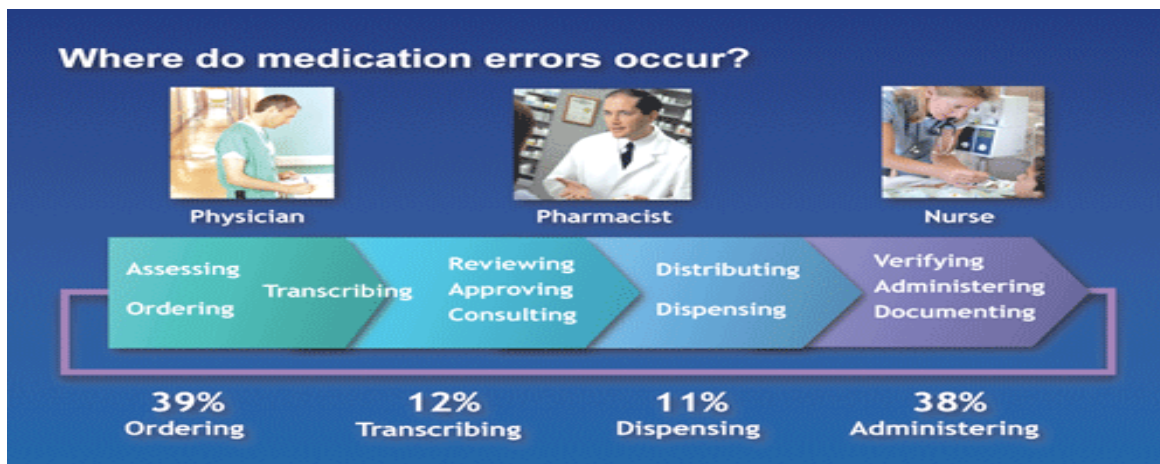 Where do medication errors occur?
Physician
Pharmacist
Nurse
Assessing
Ordering
Transcribing
Reviewing
Approving
Consulting
Distributing
Dispensing
Verifying
Administering
Documenting
39%
Ordering
12%
Transcribing
11%
Dispensing
38%
Administering